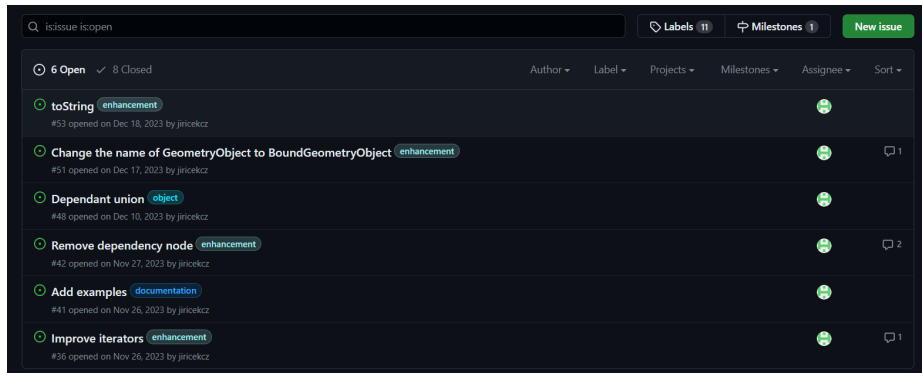 is:issue is:open
Labels 11 Milestones 1 New issue
6 Open 8 Closed Author Label Projects Milestones Assignee Sort
toString enhancement
#53 opened on Dec 18, 2023 by jiricekcz
Change the name of GeometryObject to BoundGeometryObject enhancement 1
#51 opened on Dec 17, 2023 by jiricekcz
Dependant union object
#48 opened on Dec 10, 2023 by jiricekcz
Remove dependency node enhancement 2
#42 opened on Nov 27, 2023 by jiricekcz
Add examples documentation
#41 opened on Nov 26, 2023 by jiricekcz
Improve iterators enhancement 1
#36 opened on Nov 26, 2023 by jiricekcz